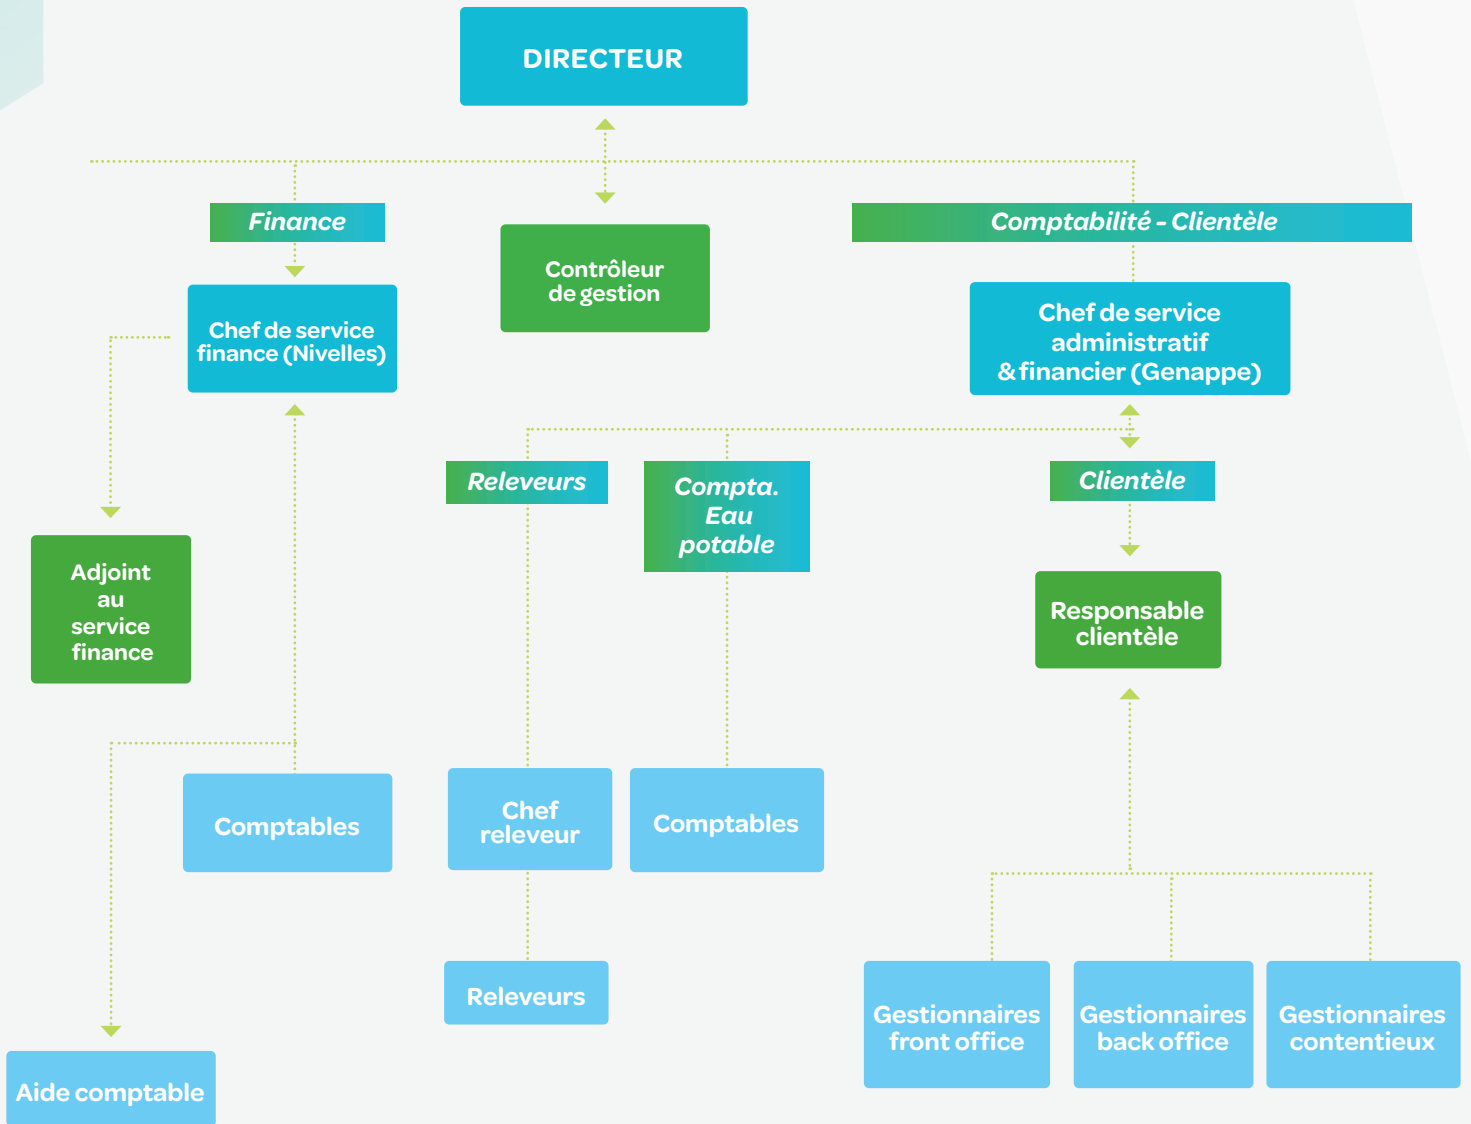 DIRECTEUR
Finance
Comptabilité - Clientèle
Contrôleur
de gestion
Chef de service
finance (Nivelles)
Chef de service
administratif
& financier (Genappe)
Releveurs
Compta.
Eau
potable
Clientèle
Adjoint
au
service
finance
Responsable
clientèle
Comptables
Chef
releveur
Comptables
Releveurs
Gestionnaires
front office
Gestionnaires
back office
Gestionnaires
contentieux
Aide comptable